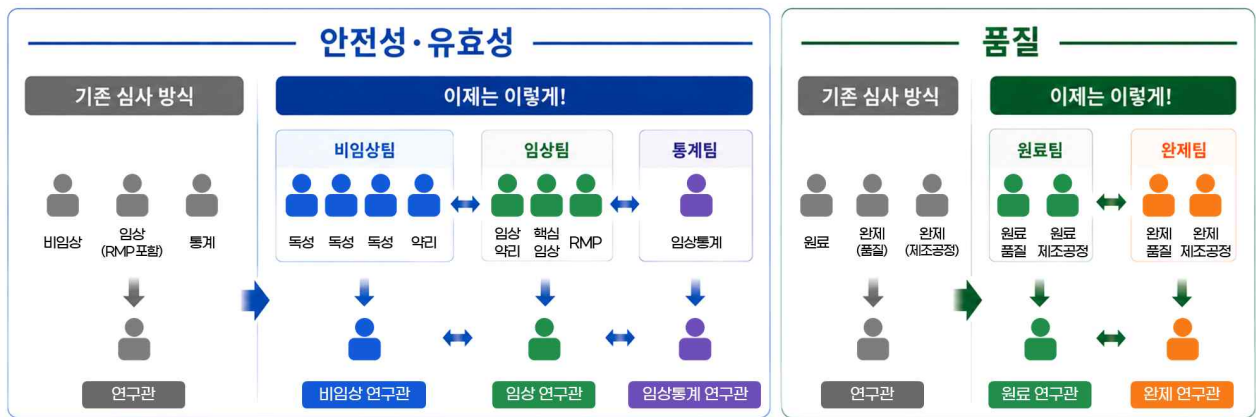 안전성·유효성
기존 심사 방식
이제는 이렇게!
비임상팀
임상팀
통계팀
비임상
임상
(RMP포함)
통계
독성
독성
독성
약리
임상
약리
핵심
임상
RMP
임상통계
연구관
비임상 연구관
임상 연구관
임상통계 연구관
품질
기존 심사 방식
이제는 이렇게!
원료팀
완제팀
원료
완제
(품질)
완제
(제조공정)
원료
품질
원료
제조공정
완제
품질
완제
제조공정
연구관
원료 연구관
완제 연구관